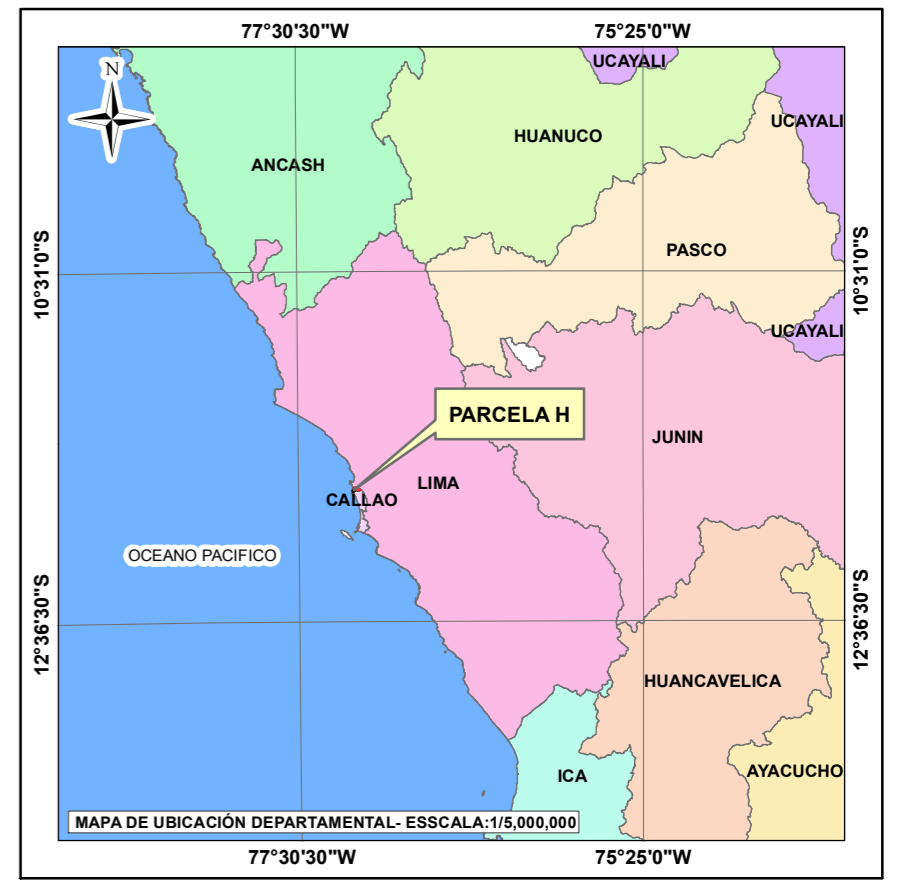 77°30'30"W
75°25'0"W
N
UCAYALI
UCAYALI
HUANUCO
ANCASH
PASCO
10°31'0"S
10°31'0"S
UCAYALI
PARCELA H
JUNIN
LIMA
CALLAO
OCEANO PACIFICO
12°36'30"S
12°36'30"S
HUANCAVELICA
ICA
AYACUCHO
MAPA DE UBICACIÓN DEPARTAMENTAL- ESSCALA:1/5,000,000
77°30'30"W
75°25'0"W